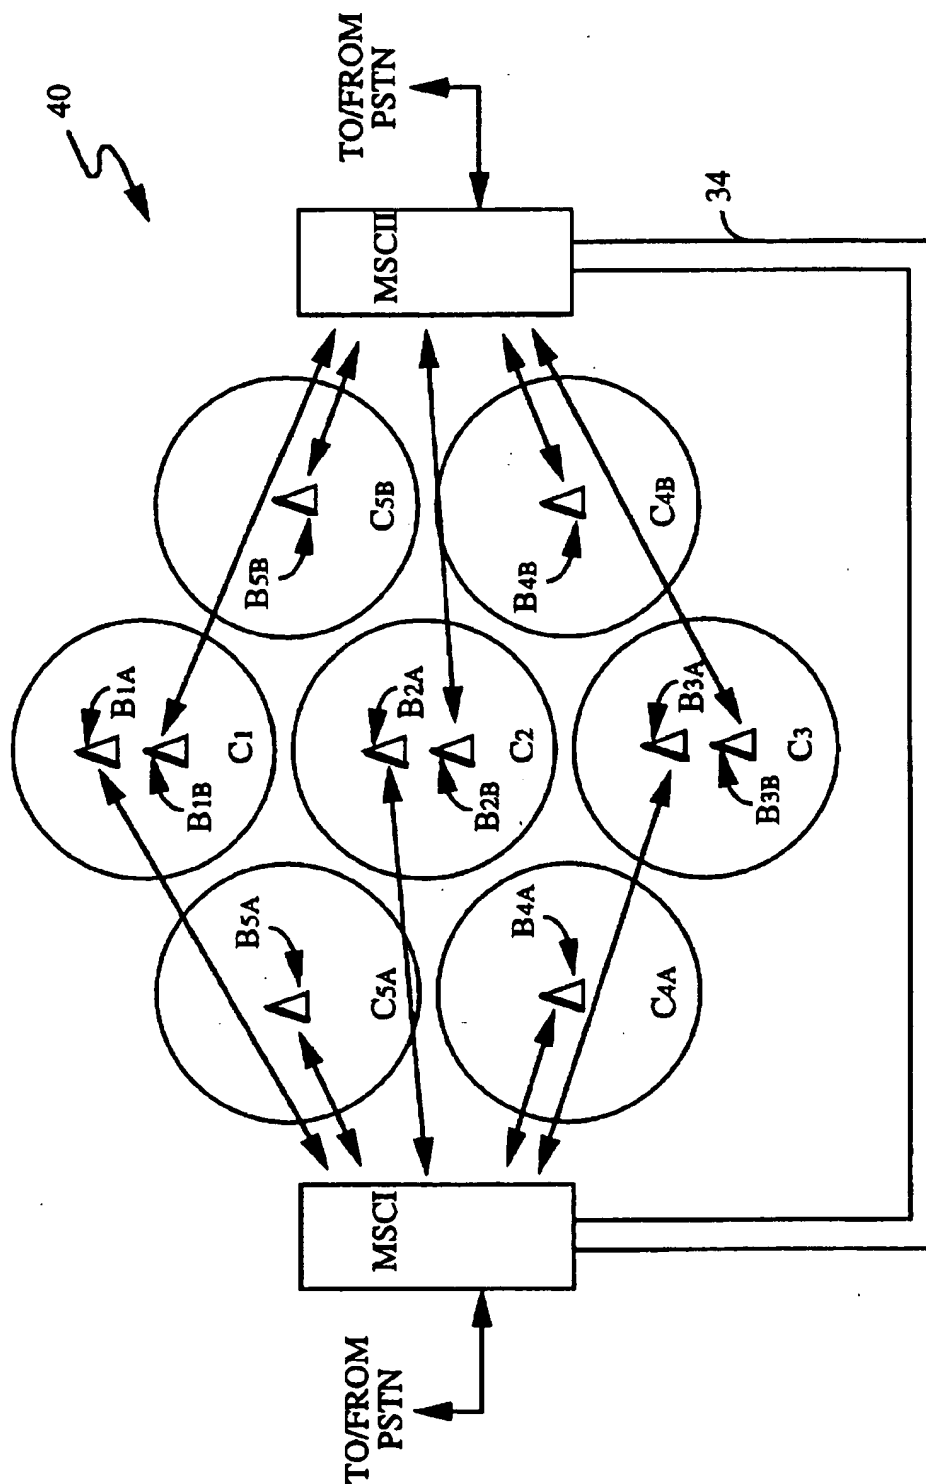 40
B1A
B1B
C1
B5A
B5B
TO/FROM
PSTN
MSCI
C5A
C5B
MSCII
TO/FROM
PSTN
B2A
B2B
C2
B4A
B4B
C4A
C4B
B3A
34
B3B
C3